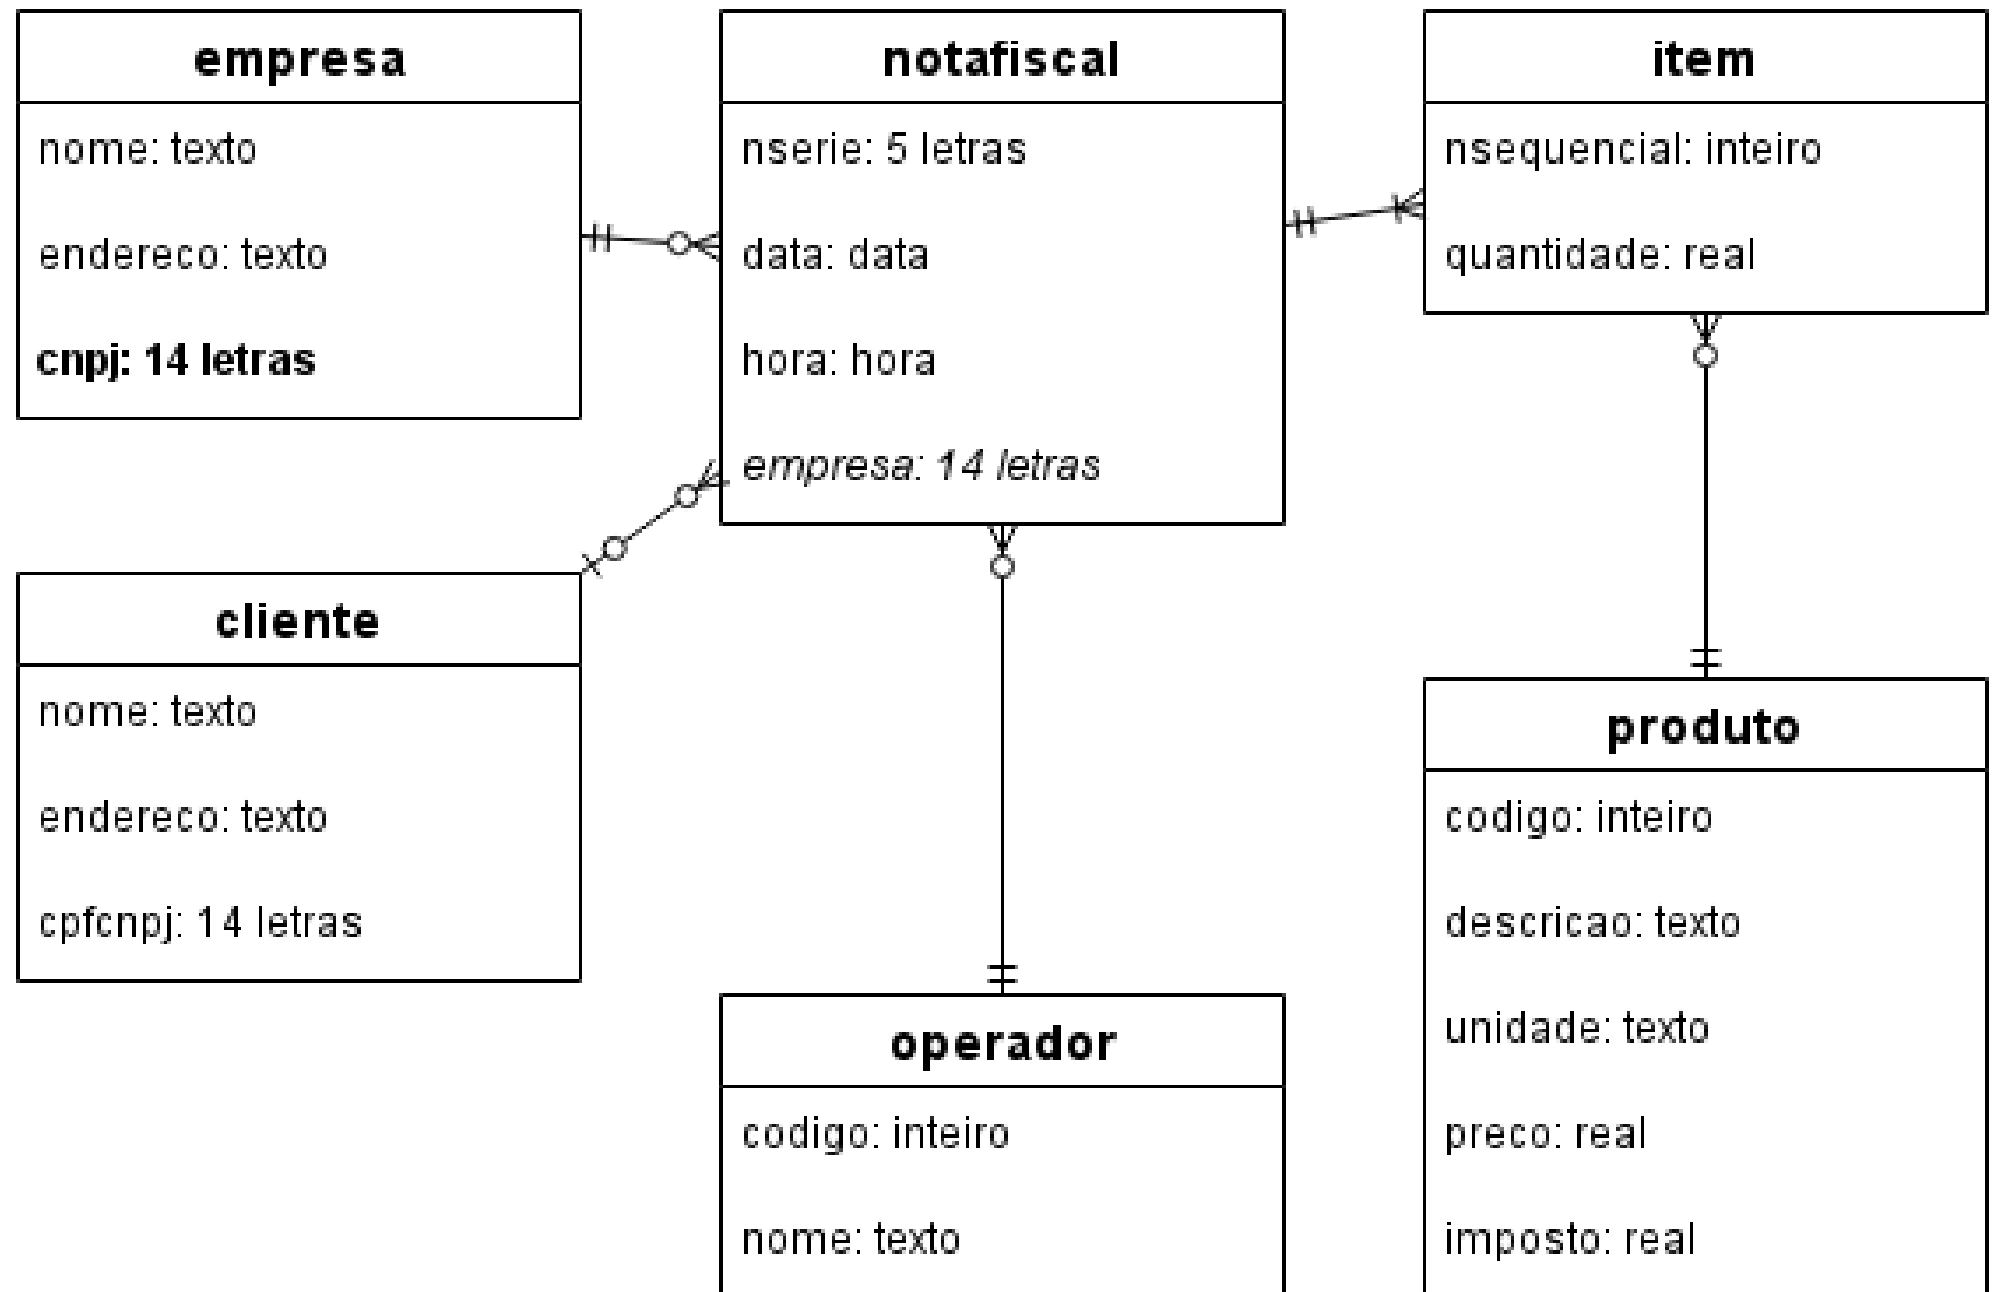 empresa
nome: texto
endereco: texto
cnpj: 14 letras
notafiscal
nserie: 5 letras
data: data
hora: hora
empresa: 14 letras
item
nsequencial: inteiro
quantidade: real
cliente
nome: texto
endereco: texto
cpfcnpj: 14 letras
operador
codigo: inteiro
nome: texto
produto
codigo: inteiro
descricao: texto
unidade: texto
preco: real
imposto: real